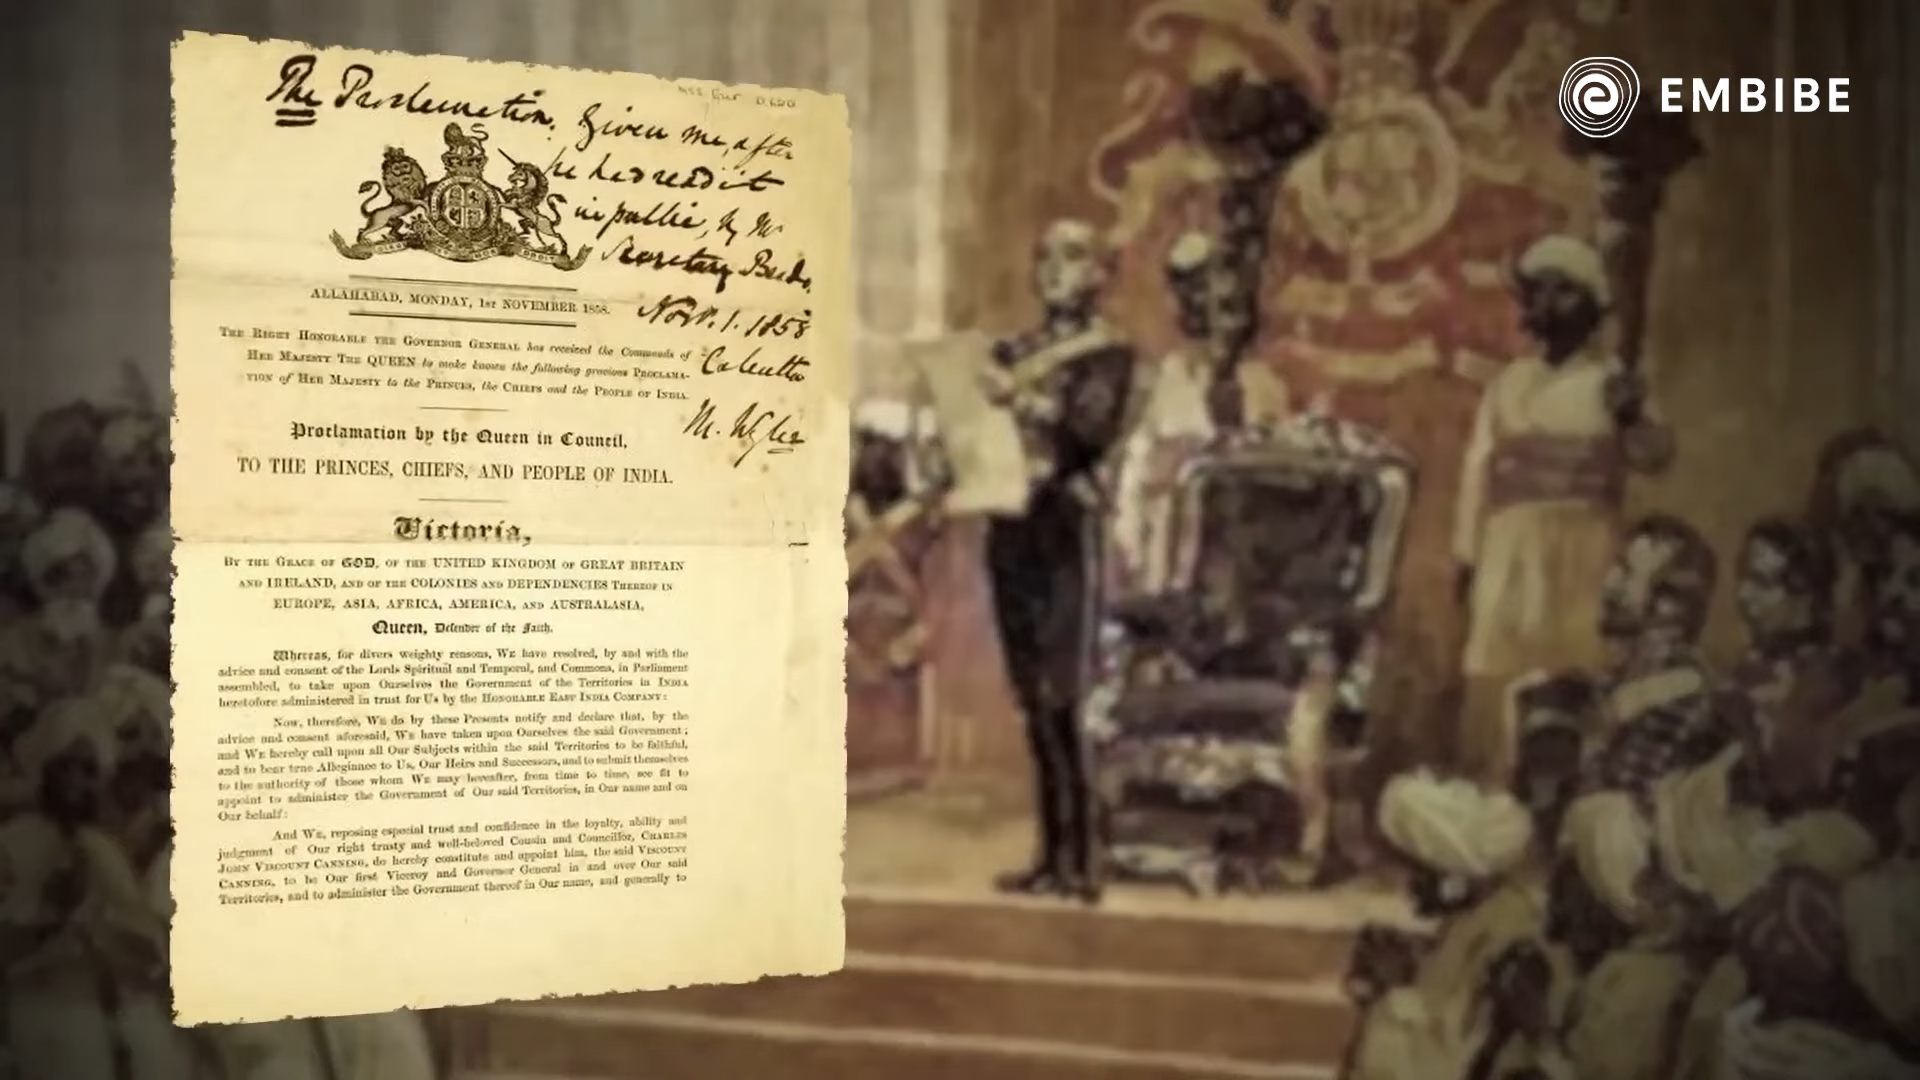 EMBIBE
The Proclamation. Given me, after
he had read it
in public, by Mr
Secretary Beadon.
Nov. 1. 1858
Calcutta
ALLAHABAD, MONDAY, 1st NOVEMBER 1858.
The Right Honorable the Governor General has received the Commands of
Her Majesty The QUEEN to make known the following gracious Proclama-
tion of Her Majesty to the Princes, the Chiefs and the People of India.
Proclamation by the Queen in Council,
TO THE PRINCES, CHIEFS, AND PEOPLE OF INDIA.
Victoria,
By the Grace of GOD, of the UNITED KINGDOM of GREAT BRITAIN
and IRELAND, and of the COLONIES and DEPENDENCIES Thereof in
EUROPE, ASIA, AFRICA, AMERICA, and AUSTRALASIA,
Queen, Defender of the Faith.
Whereas, for divers weighty reasons, We have resolved, by and with the
advice and consent of the Lords Spiritual and Temporal, and Commons, in Parliament
assembled, to take upon Ourselves the Government of the Territories in India
heretofore administered in trust for Us by the Honorable East India Company:
Now, therefore, We do by these Presents notify and declare that, by the
advice and consent aforesaid, We have taken upon Ourselves the said Government;
and We hereby call upon all Our Subjects within the said Territories to be faithful,
and to bear true Allegiance to Us, Our Heirs and Successors, and to submit themselves
to the authority of those whom We may hereafter, from time to time, see fit to
appoint to administer the Government of Our said Territories, in Our name and on
Our behalf:
And We, reposing especial trust and confidence in the loyalty, ability and
judgment of Our right trusty and well-beloved Cousin and Councillor, Charles
John Viscount Canning, do hereby constitute and appoint him, the said Viscount
Canning, to be Our first Viceroy and Governor General in and over Our said
Territories, and to administer the Government thereof in Our name, and generally to